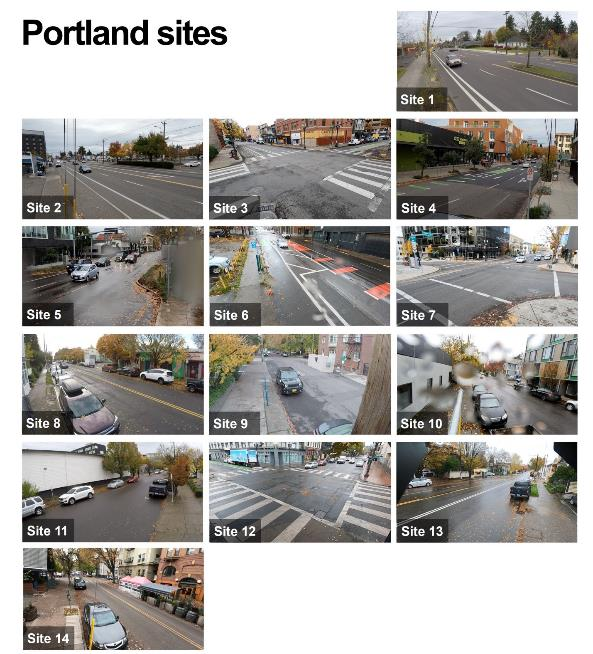 Portland sites
Site 1
Site 2
Site 3
Site 4
Site 5
Site 6
Site 7
Site 8
Site 9
Site 10
Site 11
Site 12
Site 13
Site 14